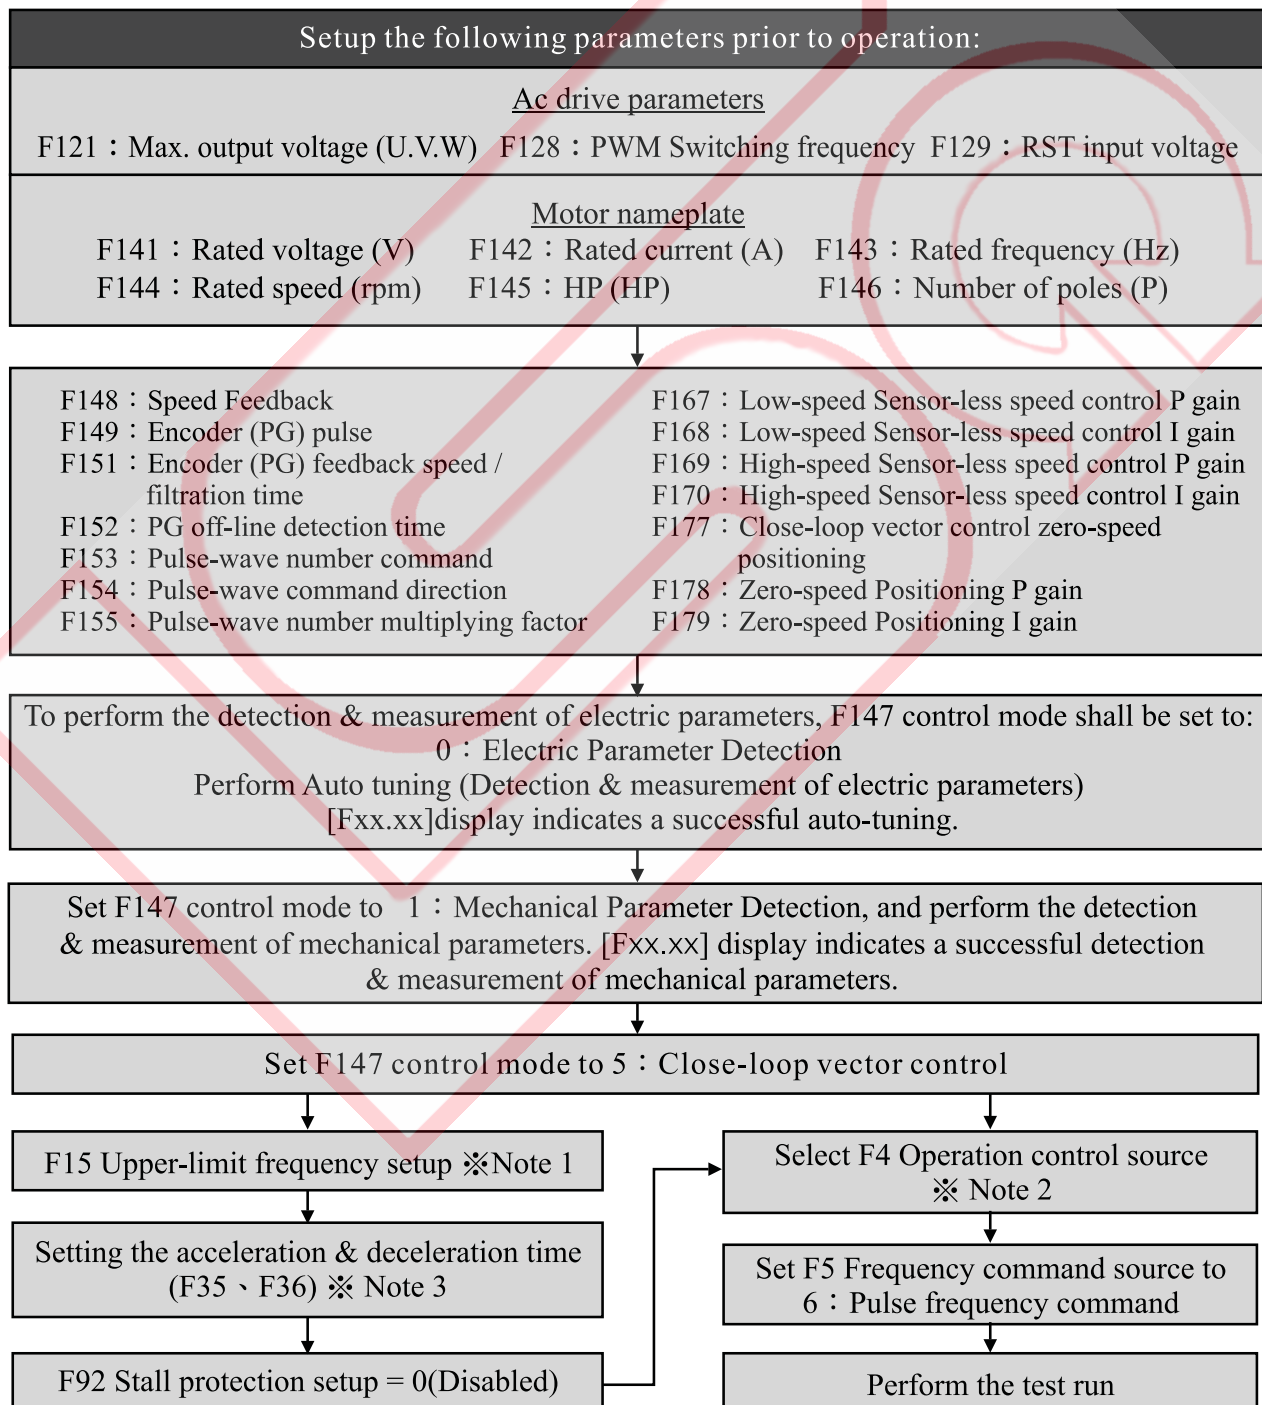 Setup the following parameters prior to operation:
Ac drive parameters
F121：Max. output voltage (U.V.W) F128：PWM Switching frequency F129：RST input voltage
Motor nameplate
F141：Rated voltage (V) F142：Rated current (A) F143：Rated frequency (Hz)
F144：Rated speed (rpm) F145：HP (HP) F146：Number of poles (P)
F148：Speed Feedback
F149：Encoder (PG) pulse
F151：Encoder (PG) feedback speed /
filtration time
F152：PG off-line detection time
F153：Pulse-wave number command
F154：Pulse-wave command direction
F155：Pulse-wave number multiplying factor
F167：Low-speed Sensor-less speed control P gain
F168：Low-speed Sensor-less speed control I gain
F169：High-speed Sensor-less speed control P gain
F170：High-speed Sensor-less speed control I gain
F177：Close-loop vector control zero-speed
positioning
F178：Zero-speed Positioning P gain
F179：Zero-speed Positioning I gain
To perform the detection & measurement of electric parameters, F147 control mode shall be set to:
0：Electric Parameter Detection
Perform Auto tuning (Detection & measurement of electric parameters)
[Fxx.xx]display indicates a successful auto-tuning.
Set F147 control mode to 1：Mechanical Parameter Detection, and perform the detection
& measurement of mechanical parameters. [Fxx.xx] display indicates a successful detection
& measurement of mechanical parameters.
Set F147 control mode to 5：Close-loop vector control
F15 Upper-limit frequency setup ※Note 1
Setting the acceleration & deceleration time
(F35、F36) ※ Note 3
F92 Stall protection setup = 0(Disabled)
Select F4 Operation control source
※ Note 2
Set F5 Frequency command source to
6：Pulse frequency command
Perform the test run